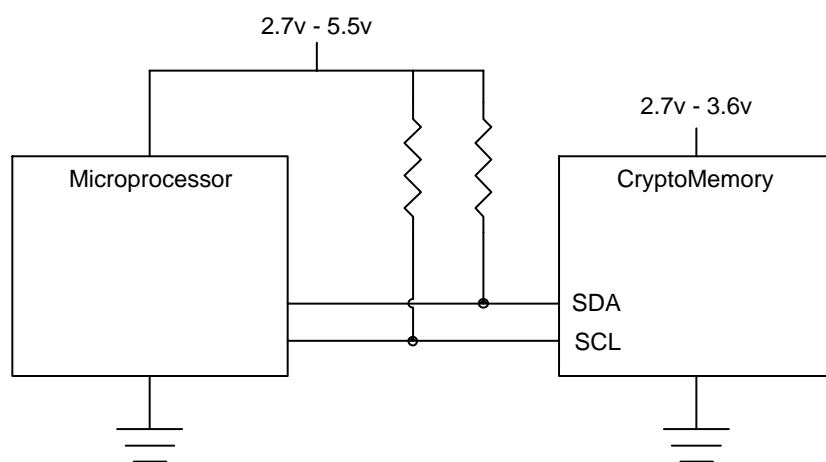 2.7v - 5.5v
2.7v - 3.6v
Microprocessor
CryptoMemory
SDA
SCL